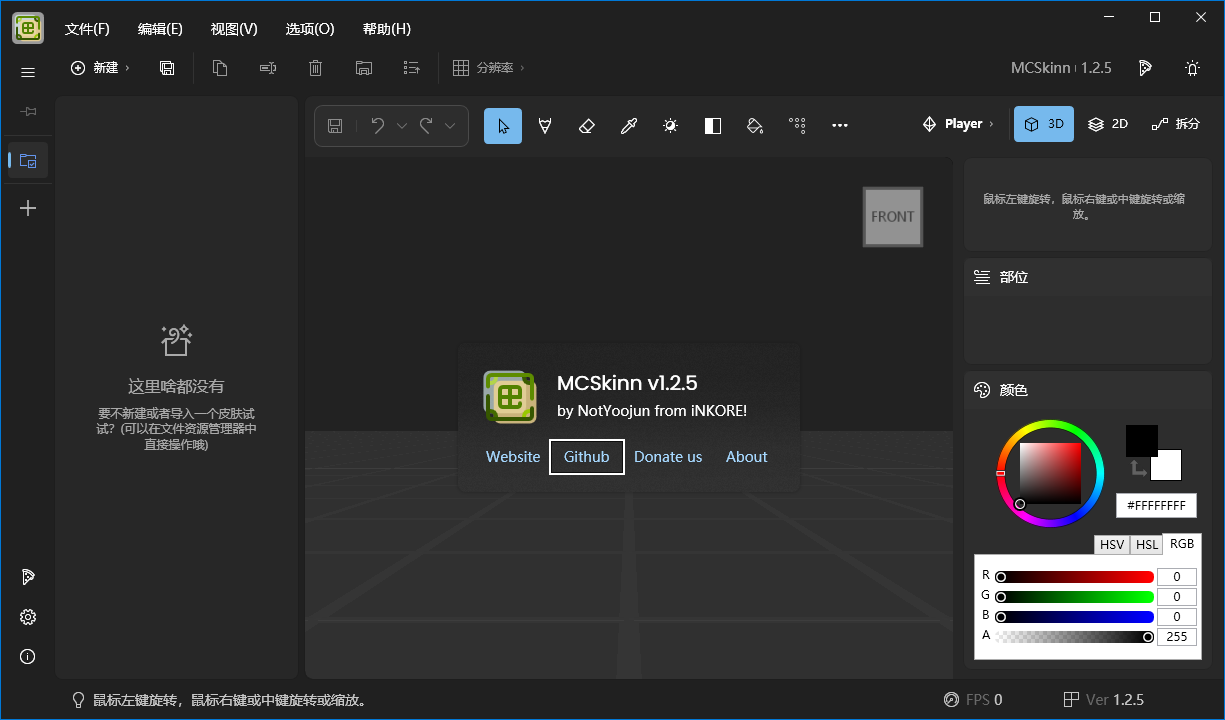 文件(F) 编辑(E) 视图(V) 选项(O) 帮助(H)
新建 分辨率 MCSkinn 1.2.5
Player 3D 2D 拆分
FRONT
鼠标左键旋转，鼠标右键或中键旋转或缩
放。
部位
这里啥都没有
要不新建或者导入一个皮肤试
试？(可以在文件资源管理器中
直接操作哦)
MCSkinn v1.2.5
by NotYoojun from iNKORE!
Website Github Donate us About
颜色
#FFFFFFFF
HSV HSL RGB
R 0
G 0
B 0
A 255
鼠标左键旋转，鼠标右键或中键旋转或缩放。
FPS 0 Ver 1.2.5